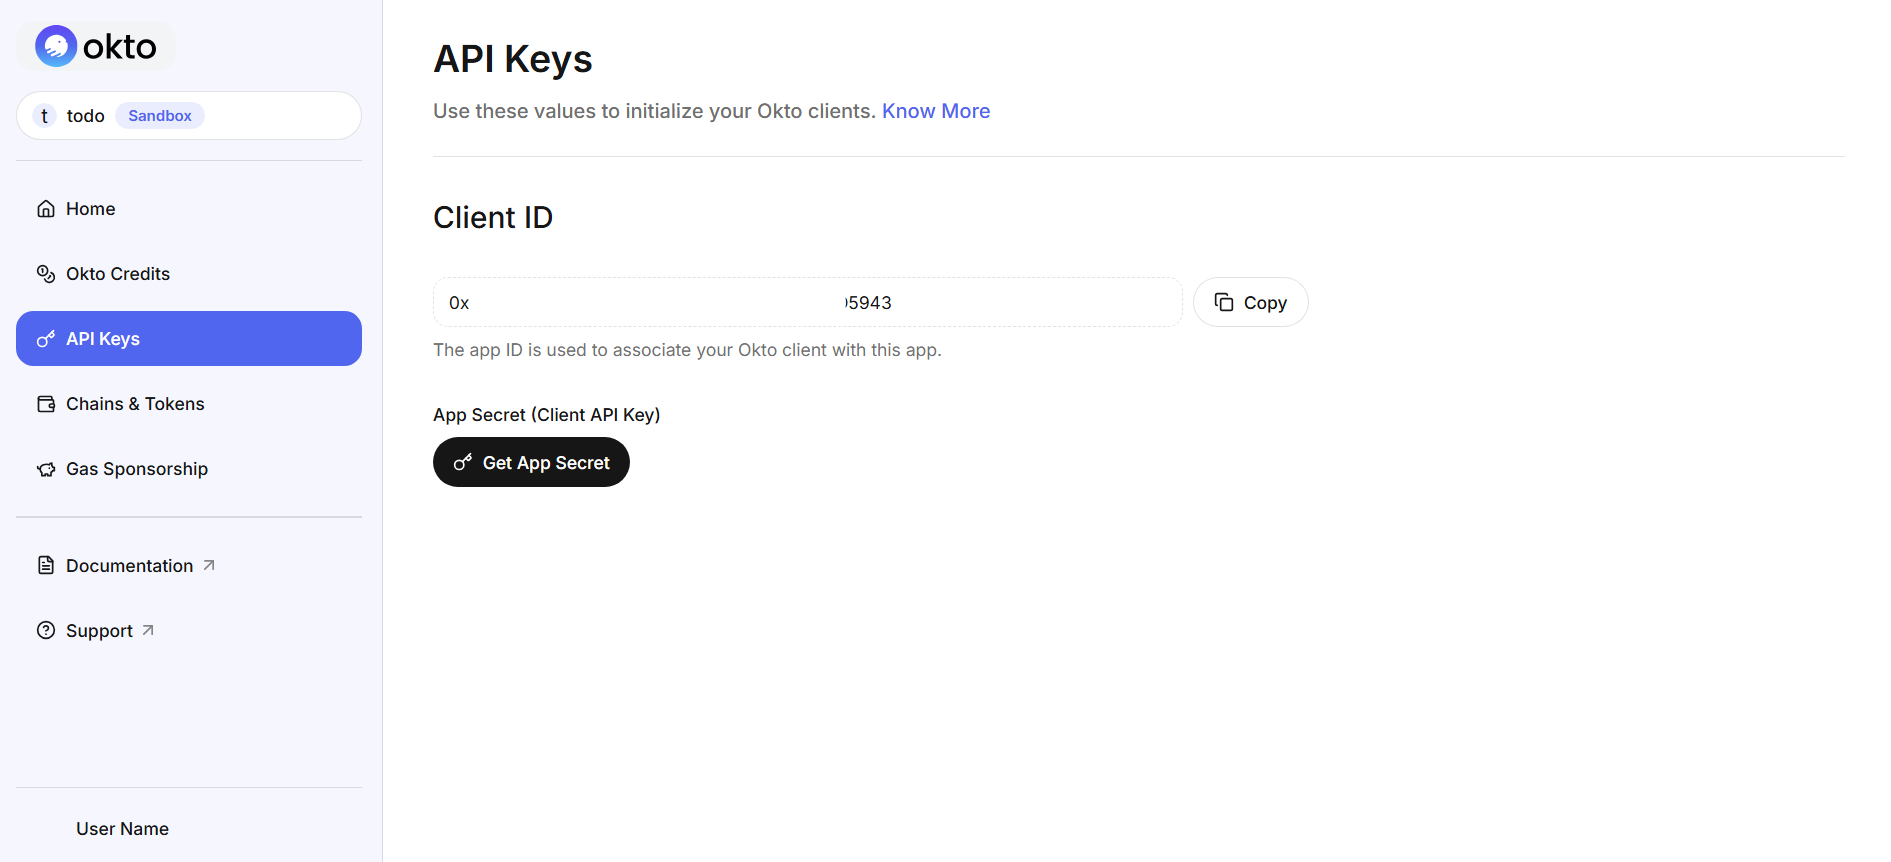 okto
t todo Sandbox
Home
Okto Credits
API Keys
Chains & Tokens
Gas Sponsorship
Documentation
Support
User Name
API Keys
Use these values to initialize your Okto clients. Know More
Client ID
0x 5943
Copy
The app ID is used to associate your Okto client with this app.
App Secret (Client API Key)
Get App Secret